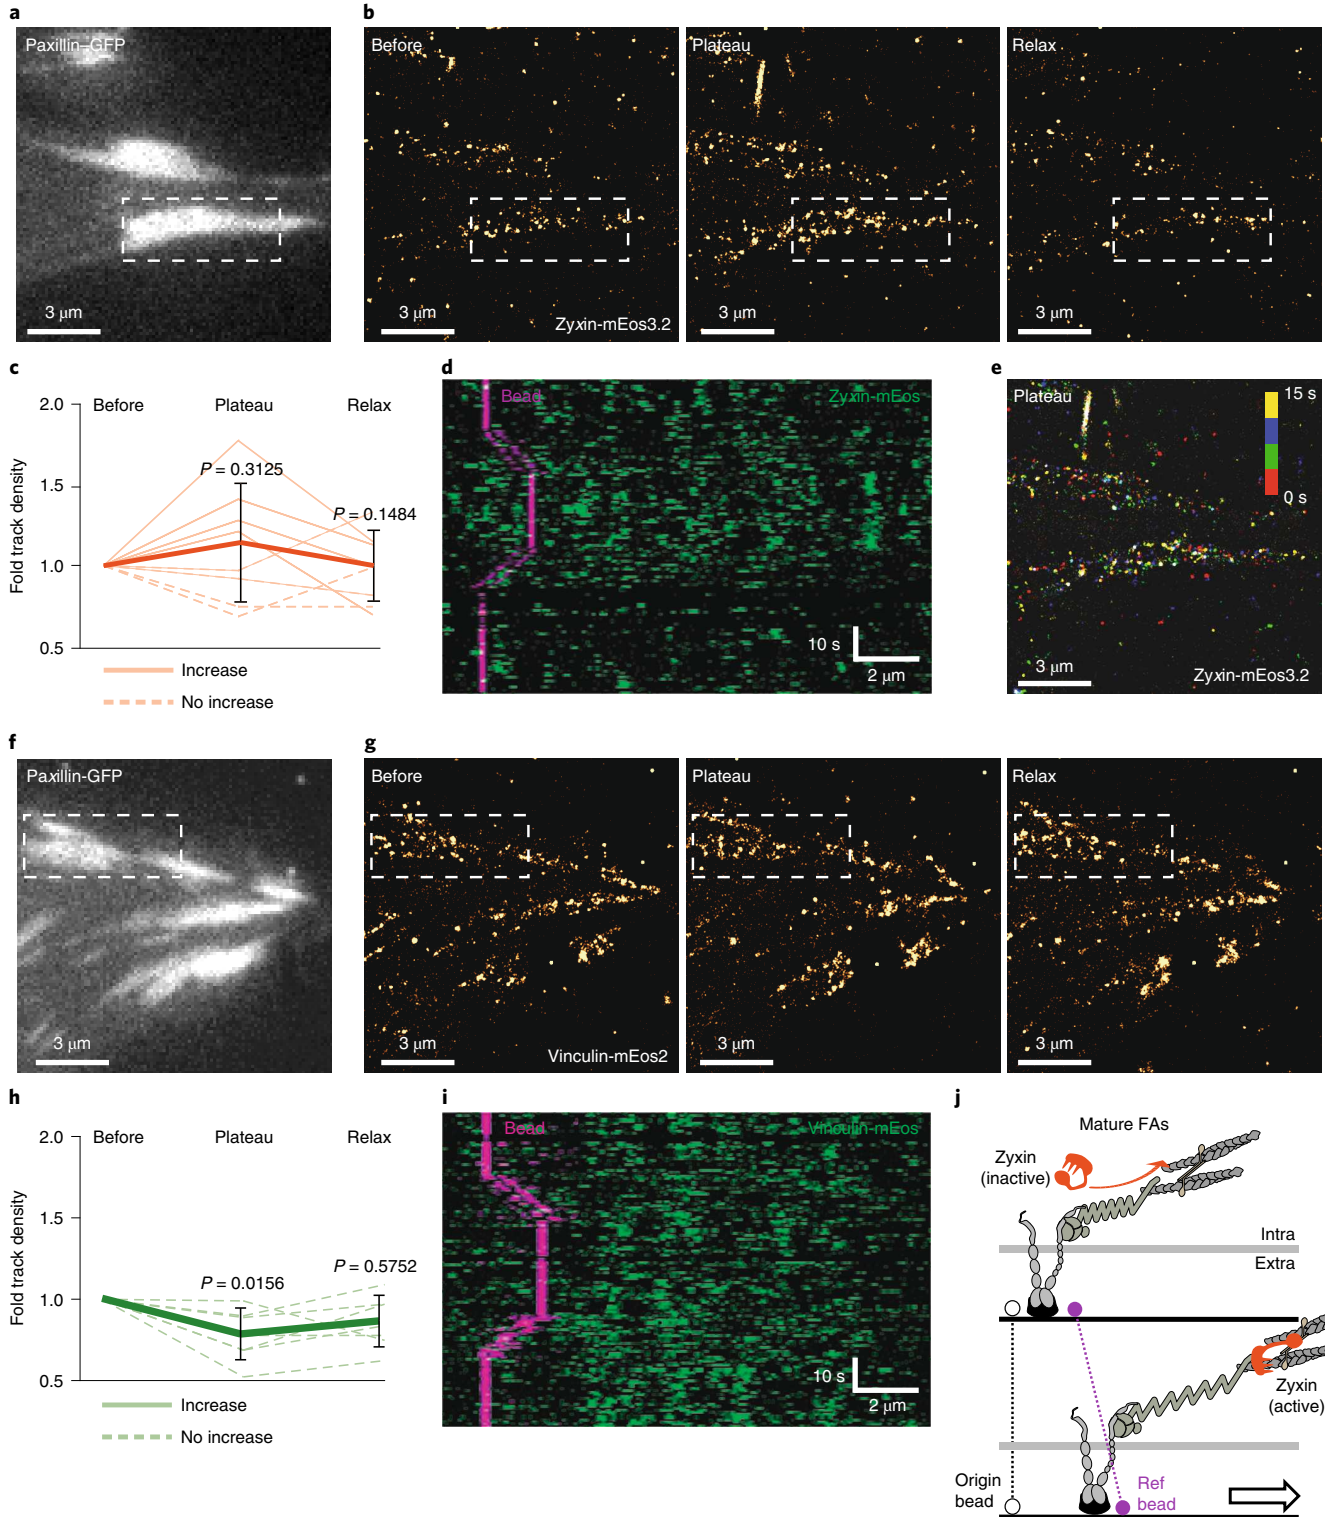 a
Paxillin–GFP
3 μm
b
Before
3 μm
Zyxin-mEos3.2
Plateau
3 μm
Relax
3 μm
c
2.0
1.5
1.0
0.5
Fold track density
Before
Plateau
Relax
P = 0.3125
P = 0.1484
Increase
No increase
d
Bead
Zyxin-mEos
10 s
2 μm
e
Plateau
15 s
0 s
3 μm
Zyxin-mEos3.2
f
Paxillin-GFP
3 μm
g
Before
3 μm
Vinculin-mEos2
Plateau
3 μm
Relax
3 μm
h
2.0
1.5
1.0
0.5
Fold track density
Before
Plateau
Relax
P = 0.0156
P = 0.5752
Increase
No increase
i
Bead
Vinculin-mEos
10 s
2 μm
j
Mature FAs
Zyxin
(inactive)
Intra
Extra
Zyxin
(active)
Origin
bead
Ref
bead